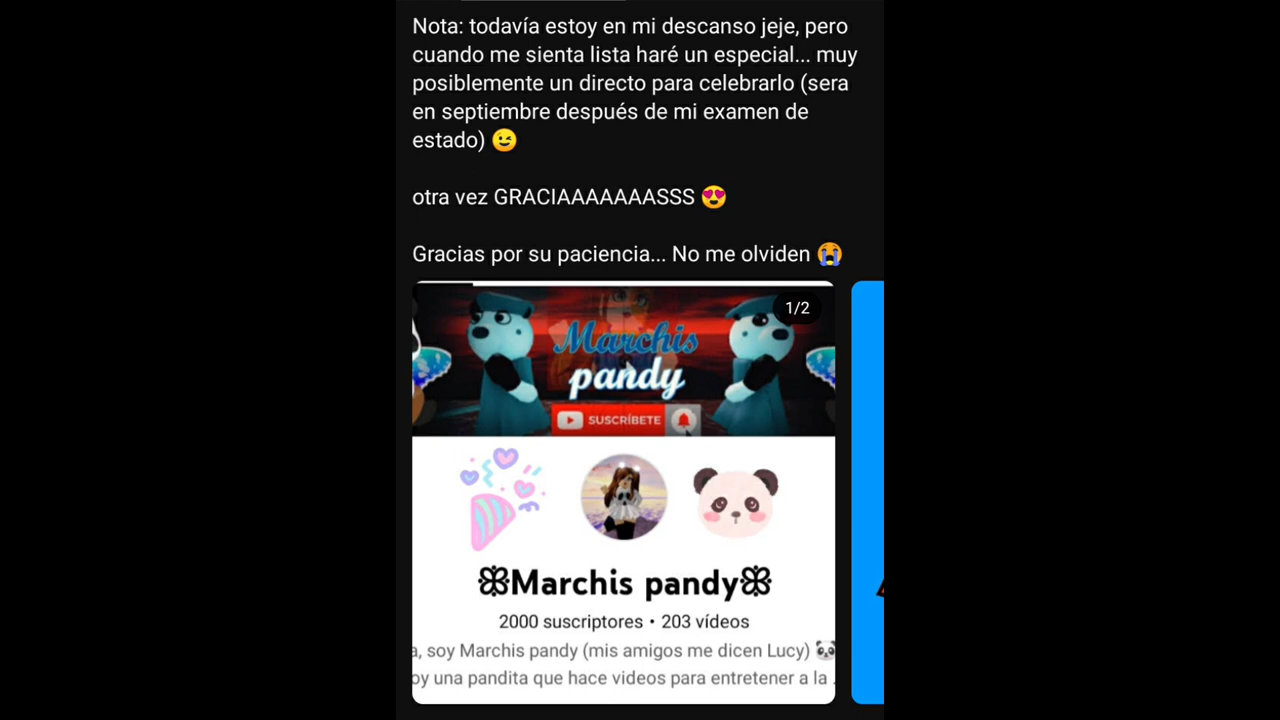 Nota: todavía estoy en mi descanso jeje, pero
cuando me sienta lista haré un especial... muy
posiblemente un directo para celebrarlo (sera
en septiembre después de mi examen de
estado) 😉
otra vez GRACIAAAAAAASSS 😍
Gracias por su paciencia... No me olviden 😭
1/2
Marchis
pandy
SUSCRÍBETE
ꕥMarchis pandyꕥ
2000 suscriptores • 203 vídeos
a, soy Marchis pandy (mis amigos me dicen Lucy) 🐼
oy una pandita que hace videos para entretener a la .